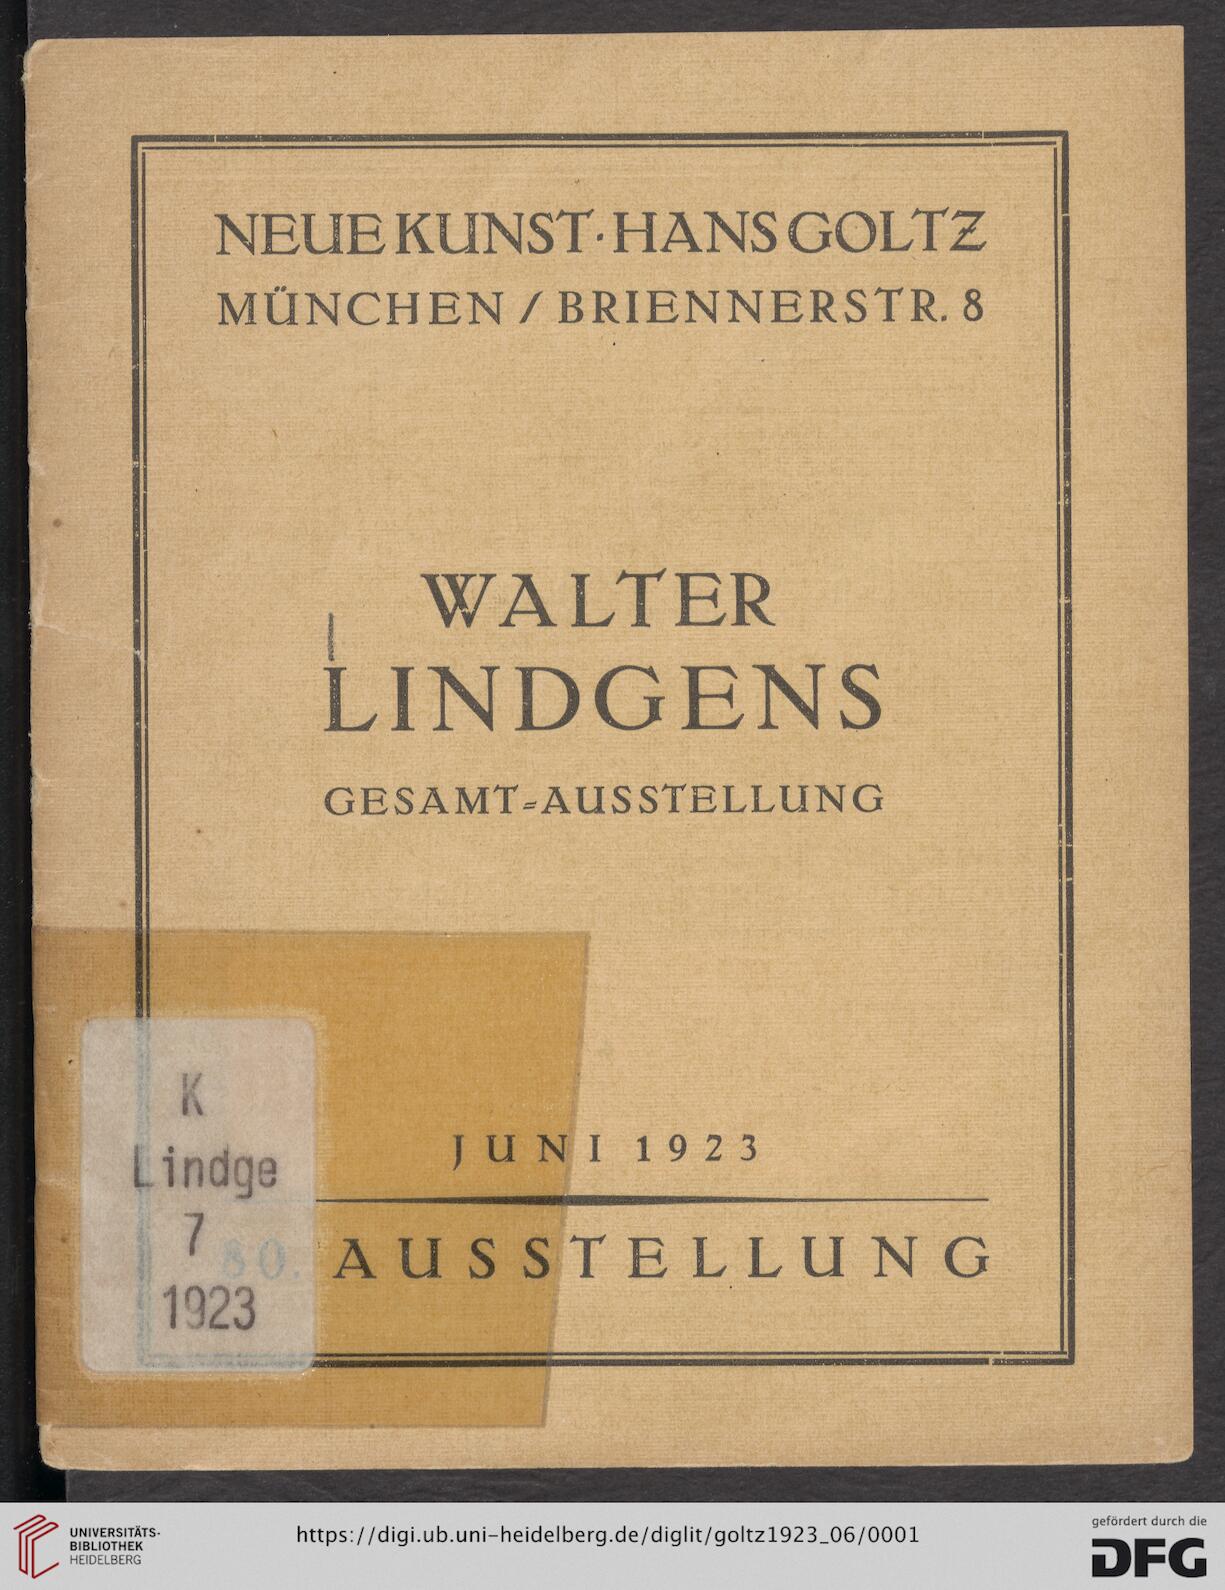 NEUE KUNST · HANS GOLTZ
MÜNCHEN / BRIENNERSTR. 8
WALTER
LINDGENS
GESAMT-AUSSTELLUNG
JUNI 1923
80. AUSSTELLUNG
K
Lindge
7
1923
UNIVERSITÄTS-
BIBLIOTHEK
HEIDELBERG
https://digi.ub.uni-heidelberg.de/diglit/goltz1923_06/0001
gefördert durch die
DFG